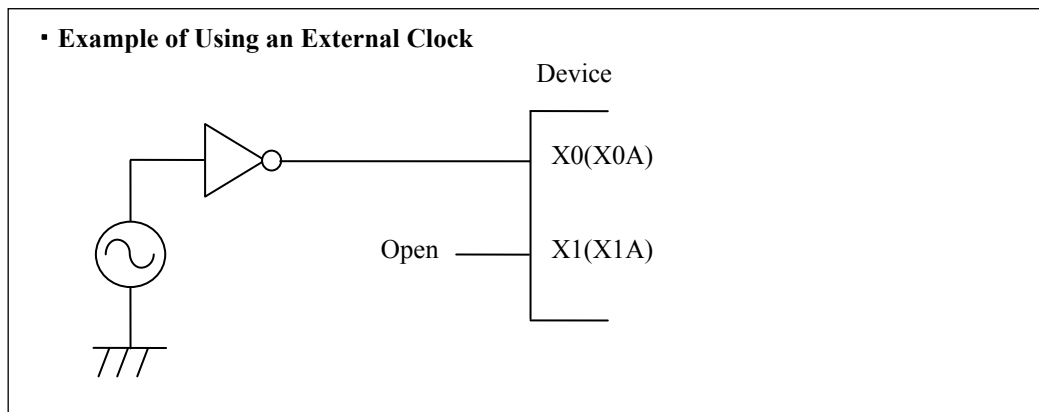 · Example of Using an External Clock
Device
X0(X0A)
Open
X1(X1A)